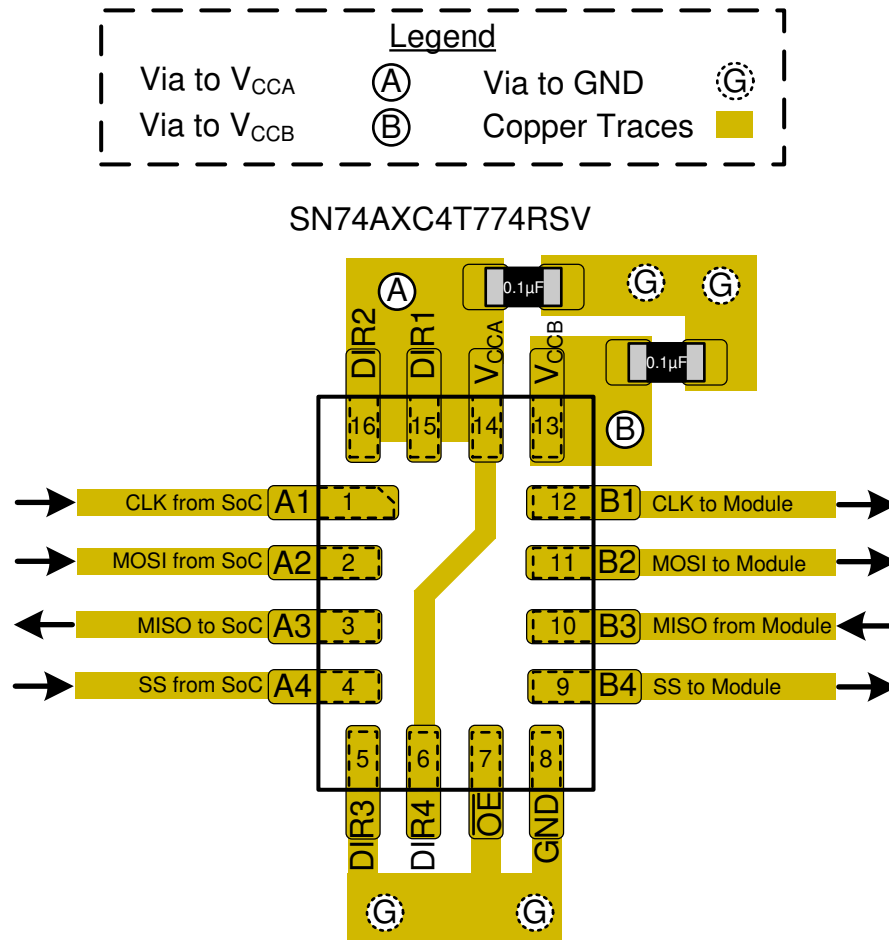 Legend
Via to VCCA A Via to GND G
Via to VCCB B Copper Traces
SN74AXC4T774RSV
A 0.1µF G G
DIR2 DIR1 VCCA VCCB 0.1µF
16 15 14 13 B
CLK from SoC A1 1 12 B1 CLK to Module
MOSI from SoC A2 2 11 B2 MOSI to Module
MISO to SoC A3 3 10 B3 MISO from Module
SS from SoC A4 4 9 B4 SS to Module
5 6 7 8
DIR3 DIR4 O̅E̅ GND
G G